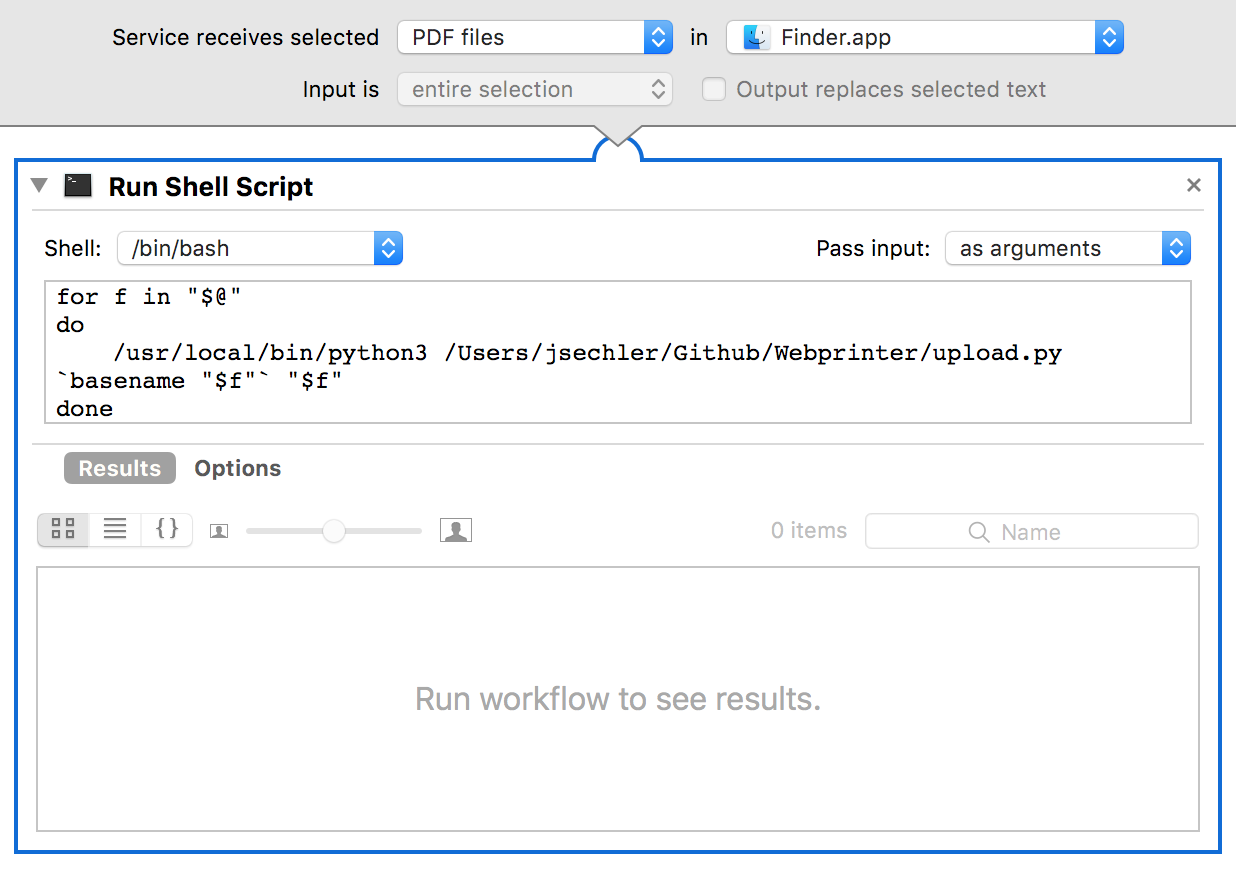 Service receives selected PDF files in Finder.app
Input is entire selection Output replaces selected text
Run Shell Script
Shell: /bin/bash Pass input: as arguments
for f in "$@"
do
    /usr/local/bin/python3 /Users/jsechler/Github/Webprinter/upload.py
`basename "$f"` "$f"
done
Results Options
0 items Name
Run workflow to see results.